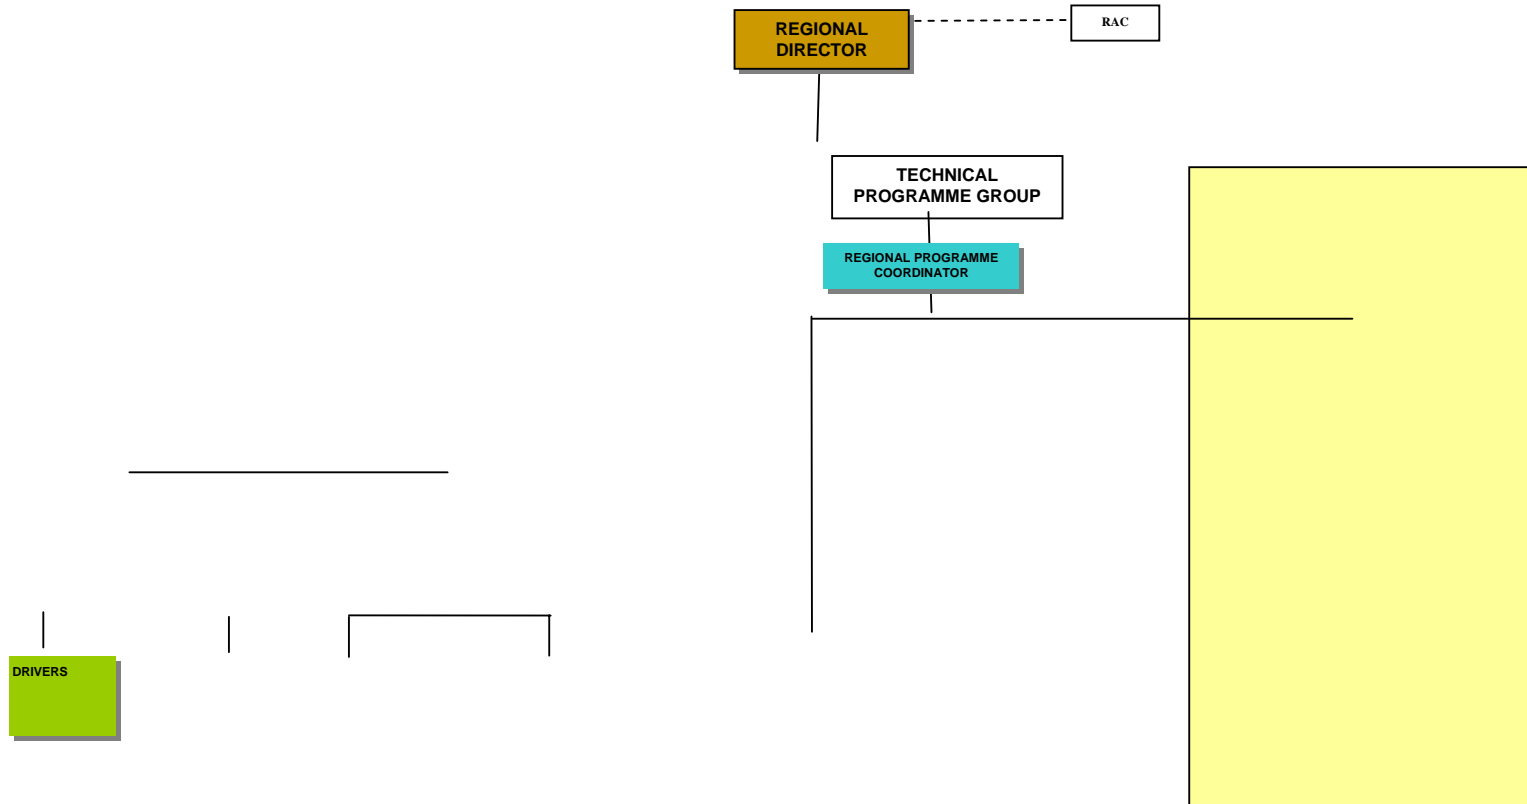 REGIONAL
DIRECTOR
RAC
TECHNICAL
PROGRAMME GROUP
REGIONAL PROGRAMME
COORDINATOR
DRIVERS